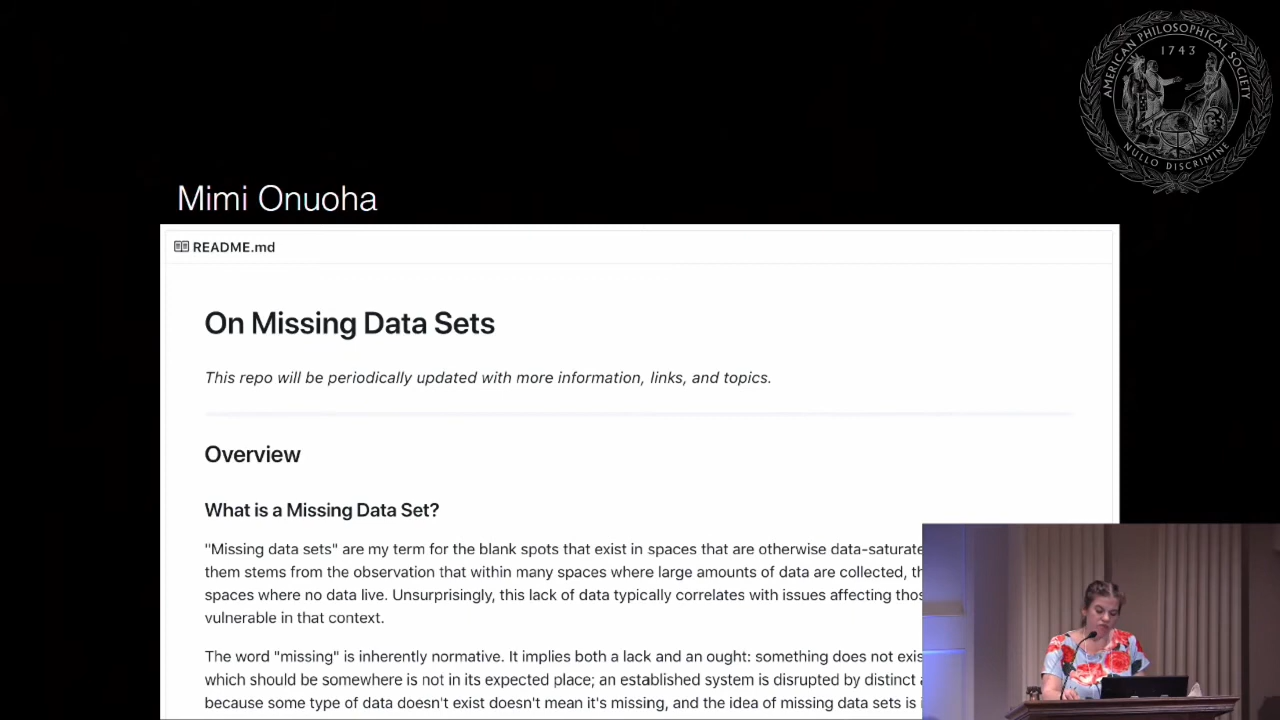 AMERICAN PHILOSOPHICAL SOCIETY
1743
NULLO DISCRIMINE
Mimi Onuoha
README.md
On Missing Data Sets
This repo will be periodically updated with more information, links, and topics.
Overview
What is a Missing Data Set?
"Missing data sets" are my term for the blank spots that exist in spaces that are otherwise
them stems from the observation that within many spaces where large amounts of data are collected,
spaces where no data live. Unsurprisingly, this lack of data typically correlates with issues affecting
vulnerable in that context.
The word "missing" is inherently normative. It implies both a lack and an ought: something does not
which should be somewhere is not in its expected place; an established system is disrupted by distinct
because some type of data doesn't exist doesn't mean it's missing, and the idea of missing data sets is